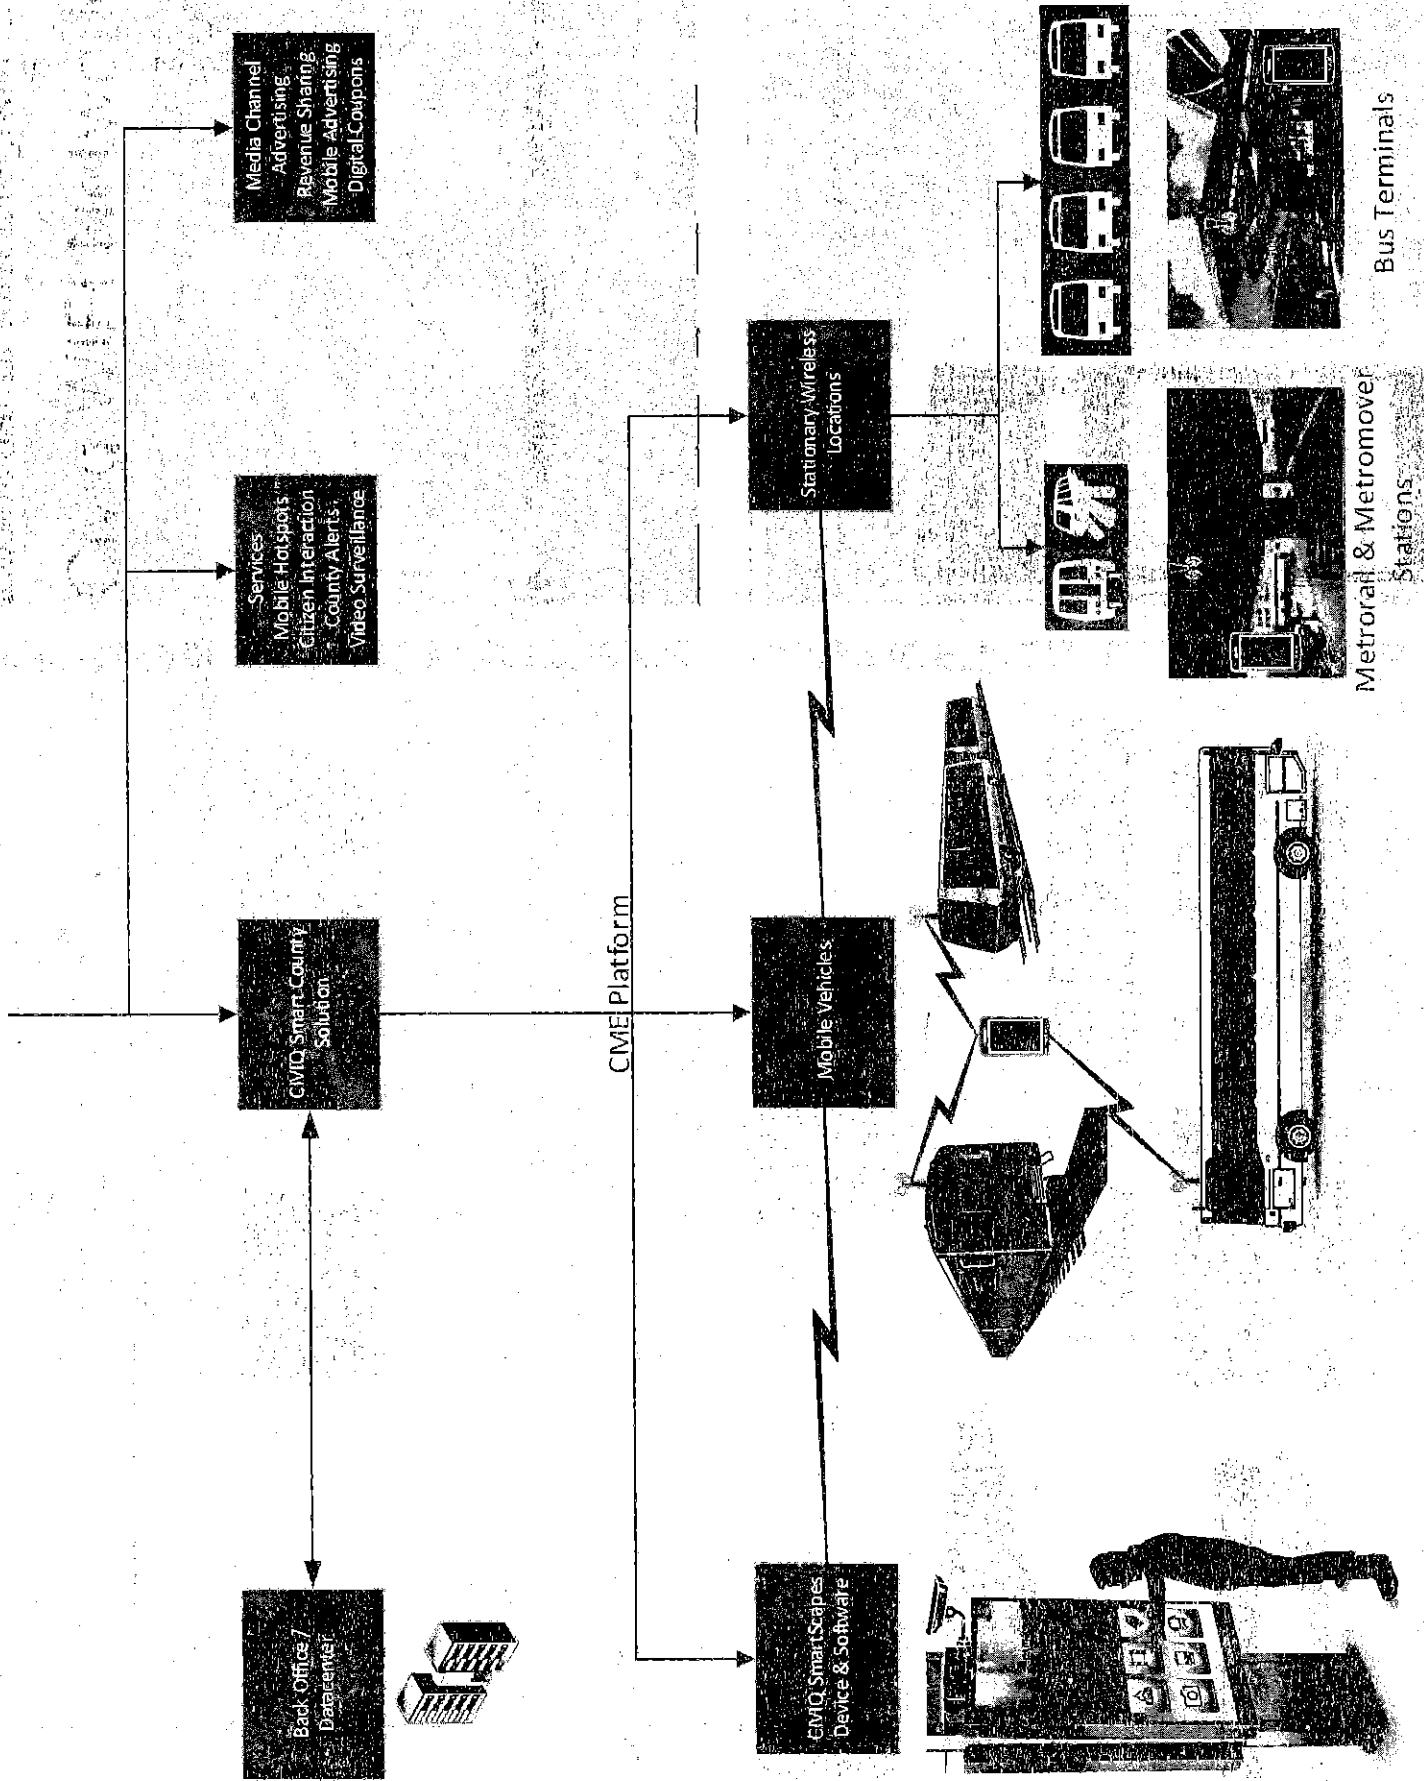 Back Office /
Datacenter
CIVIQ Smart County
Solution
Services
Mobile Hotspots
Citizen Interaction
County Alerts
Video Surveillance
Media Channel
Advertising
Revenue Sharing
Mobile Advertising
Digital Coupons
CIME Platform
CIVIQ SmartScapes
Device & Software
Mobile Vehicles
Stationary Wireless
Locations
Metrorail & Metromover
Stations
Bus Terminals